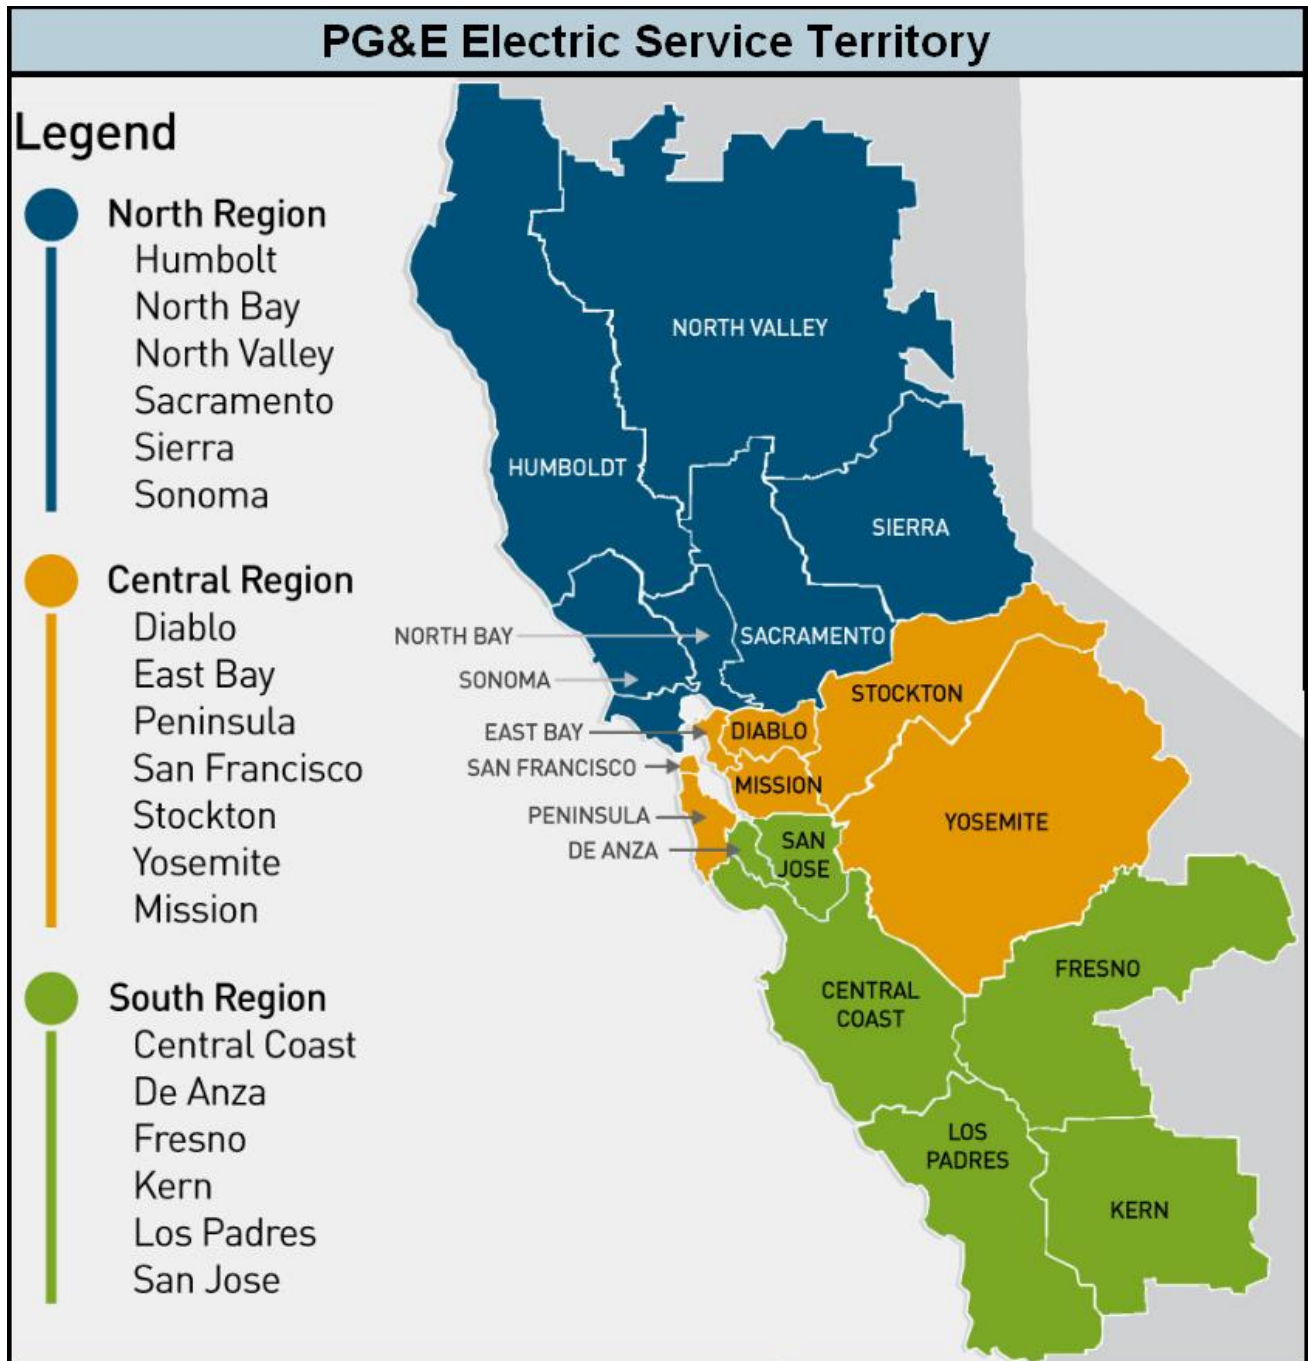 PG&E Electric Service Territory
Legend
North Region
Humbolt
North Bay
North Valley
Sacramento
Sierra
Sonoma
Central Region
Diablo
East Bay
Peninsula
San Francisco
Stockton
Yosemite
Mission
South Region
Central Coast
De Anza
Fresno
Kern
Los Padres
San Jose
NORTH VALLEY
HUMBOLDT
SIERRA
NORTH BAY
SACRAMENTO
SONOMA
STOCKTON
EAST BAY
DIABLO
SAN FRANCISCO
MISSION
PENINSULA
YOSEMITE
DE ANZA
SAN
JOSE
FRESNO
CENTRAL
COAST
LOS
PADRES
KERN